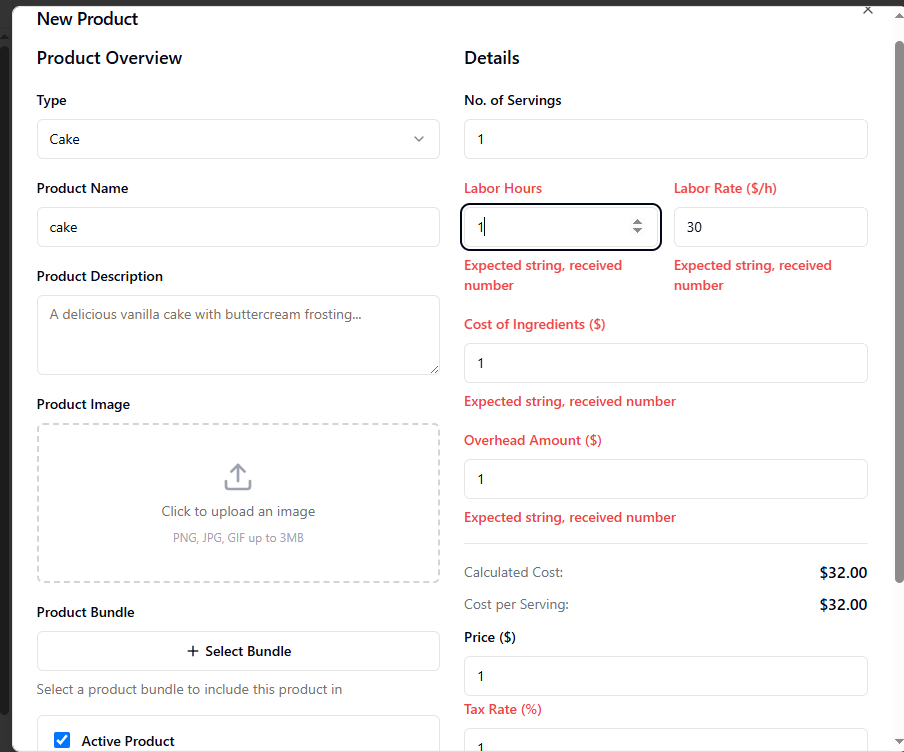 New Product
Product Overview
Type
Cake
Product Name
cake
Product Description
A delicious vanilla cake with buttercream frosting...
Product Image
Click to upload an image
PNG, JPG, GIF up to 3MB
Product Bundle
+ Select Bundle
Select a product bundle to include this product in
Active Product
Details
No. of Servings
1
Labor Hours
1
Expected string, received
number
Labor Rate ($/h)
30
Expected string, received
number
Cost of Ingredients ($)
1
Expected string, received number
Overhead Amount ($)
1
Expected string, received number
Calculated Cost: $32.00
Cost per Serving: $32.00
Price ($)
1
Tax Rate (%)
1